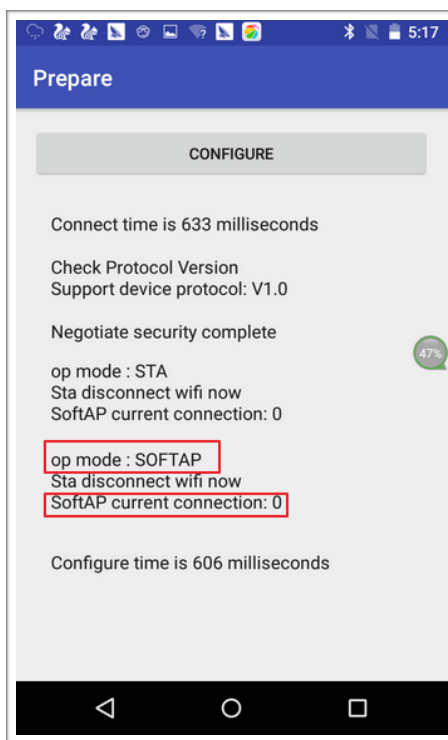 5:17
Prepare
CONFIGURE
Connect time is 633 milliseconds
Check Protocol Version
Support device protocol: V1.0
Negotiate security complete
47%
op mode : STA
Sta disconnect wifi now
SoftAP current connection: 0
op mode : SOFTAP
Sta disconnect wifi now
SoftAP current connection: 0
Configure time is 606 milliseconds